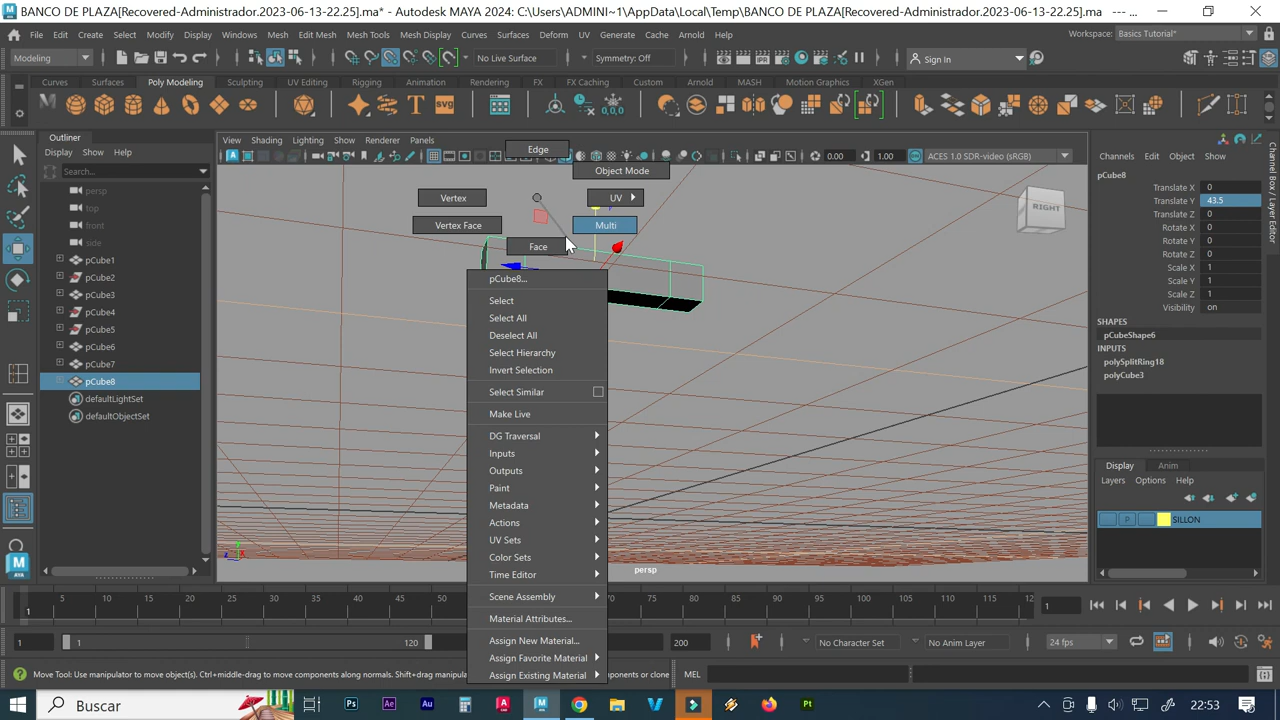 BANCO DE PLAZA[Recovered-Administrador.2023-06-13-22.25].ma* - Autodesk MAYA 2024: C:\Users\ADMINI~1\AppData\Local\Temp\BANCO DE PLAZA[Recovered-Administrador.2023-06-13-22.25].ma ---
File Edit Create Select Modify Display Windows Mesh Edit Mesh Mesh Tools Mesh Display Curves Surfaces Deform UV Generate Cache Arnold Help Workspace: Basics Tutorial*
Modeling No Live Surface Symmetry: Off Sign In
Curves Surfaces Poly Modeling Sculpting UV Editing Rigging Animation Rendering FX FX Caching Custom Arnold MASH Motion Graphics XGen
Outliner
Display Show Help
Search...
persp
top
front
side
pCube1
pCube2
pCube3
pCube4
pCube5
pCube6
pCube7
pCube8
defaultLightSet
defaultObjectSet
View Shading Lighting Show Renderer Panels
0.00 1.00 ACES 1.0 SDR-video (sRGB)
Edge
Object Mode
Vertex UV
Vertex Face Multi
Face
pCube8...
Select
Select All
Deselect All
Select Hierarchy
Invert Selection
Select Similar
Make Live
DG Traversal
Inputs
Outputs
Paint
Metadata
Actions
UV Sets
Color Sets
Time Editor
Scene Assembly
Material Attributes...
Assign New Material...
Assign Favorite Material
Assign Existing Material
RIGHT
persp
Channels Edit Object Show
pCube8
Translate X 0
Translate Y 43.5
Translate Z 0
Rotate X 0
Rotate Y 0
Rotate Z 0
Scale X 1
Scale Y 1
Scale Z 1
Visibility on
SHAPES
pCubeShape6
INPUTS
polySplitRing18
polyCube3
Display Anim
Layers Options Help
P SILLON
Channel Box / Layer Editor
5 10 15 20 25 30 35 40 45 50 65 70 75 80 85 90 95 100 105 110 115 12
1 1
1 1 120 200 No Character Set No Anim Layer 24 fps
Move Tool: Use manipulator to move object(s). Ctrl+middle-drag to move components along normals. Shift+drag manipula components or clone MEL
Buscar
22:53